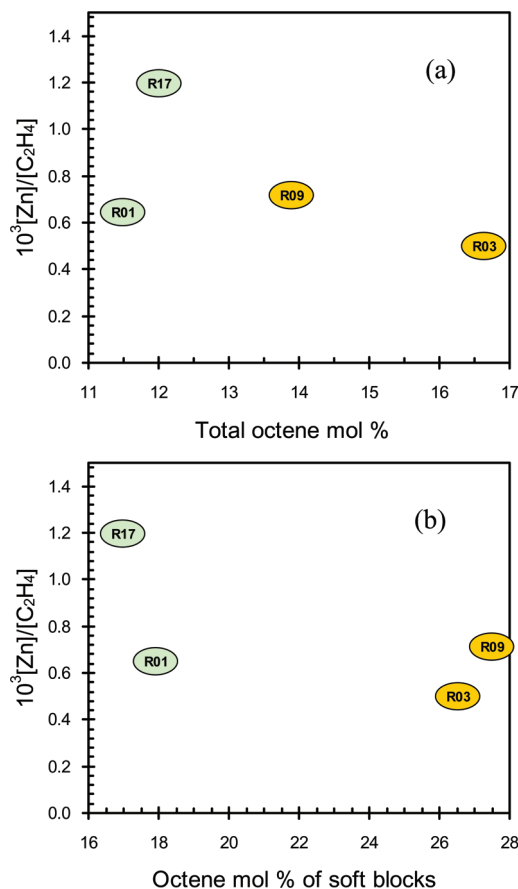 (a)
10³[Zn]/[C₂H₄]
1.4
1.2
1.0
0.8
0.6
0.4
0.2
0.0
R17
R01
R09
R03
11 12 13 14 15 16 17
Total octene mol %
(b)
10³[Zn]/[C₂H₄]
1.4
1.2
1.0
0.8
0.6
0.4
0.2
0.0
R17
R01
R09
R03
16 18 20 22 24 26 28
Octene mol % of soft blocks